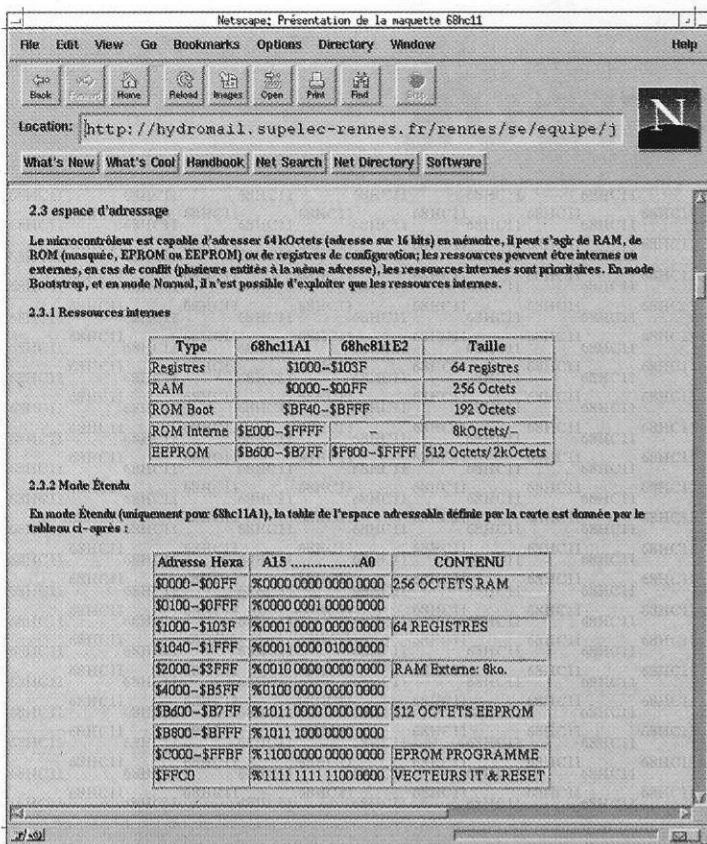 Netscape: Présentation de la maquette 68hc11
File Edit View Go Bookmarks Options Directory Window Help
Back Forward Home Reload Images Open Print Find Stop
Location: http://hydromail.supelec-rennes.fr/rennes/se/equipe/j
N
What's New What's Cool Handbook Net Search Net Directory Software
2.3 espace d'adressage
Le microcontrôleur est capable d'adresser 64 kOctets (adresse sur 16 bits) en mémoire, il peut s'agir de RAM, de
ROM (masquée, EPROM ou EEPROM) ou de registres de configuration; les ressources peuvent être internes ou
externes, en cas de conflit (plusieurs entités à la même adresse), les ressources internes sont prioritaires. En mode
Bootstrap, et en mode Normal, il n'est possible d'exploiter que les ressources internes.
2.3.1 Ressources internes
Type 68hc11A1 68hc811E2 Taille
Registres $1000–$103F 64 registres
RAM $0000–$00FF 256 Octets
ROM Boot $BF40–$BFFF 192 Octets
ROM Interne $E000–$FFFF – 8kOctets/–
EEPROM $B600–$B7FF $F800–$FFFF 512 Octets/ 2kOctets
2.3.2 Mode Étendu
En mode Étendu (uniquement pour 68hc11A1), la table de l'espace adressable définie par la carte est donnée par le
tableau ci-après :
Adresse Hexa A15 .................A0 CONTENU
$0000–$00FF %0000 0000 0000 0000 256 OCTETS RAM
$0100–$0FFF %0000 0001 0000 0000
$1000–$103F %0001 0000 0000 0000 64 REGISTRES
$1040–$1FFF %0001 0000 0100 0000
$2000–$3FFF %0010 0000 0000 0000 RAM Externe: 8ko.
$4000–$B5FF %0100 0000 0000 0000
$B600–$B7FF %1011 0000 0000 0000 512 OCTETS EEPROM
$B800–$BFFF %1011 1000 0000 0000
$C000–$FFBF %1100 0000 0000 0000 EPROM PROGRAMME
$FFC0 %1111 1111 1100 0000 VECTEURS IT & RESET